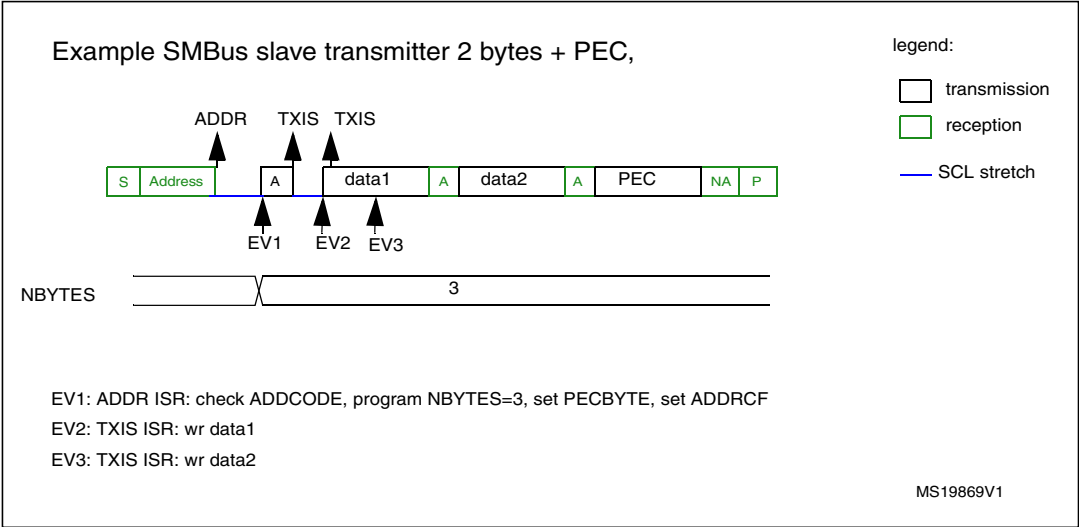 Example SMBus slave transmitter 2 bytes + PEC,
legend:
transmission
reception
SCL stretch
ADDR TXIS TXIS
S Address A data1 A data2 A PEC NA P
EV1 EV2 EV3
NBYTES 3
EV1: ADDR ISR: check ADDCODE, program NBYTES=3, set PECBYTE, set ADDRCF
EV2: TXIS ISR: wr data1
EV3: TXIS ISR: wr data2
MS19869V1